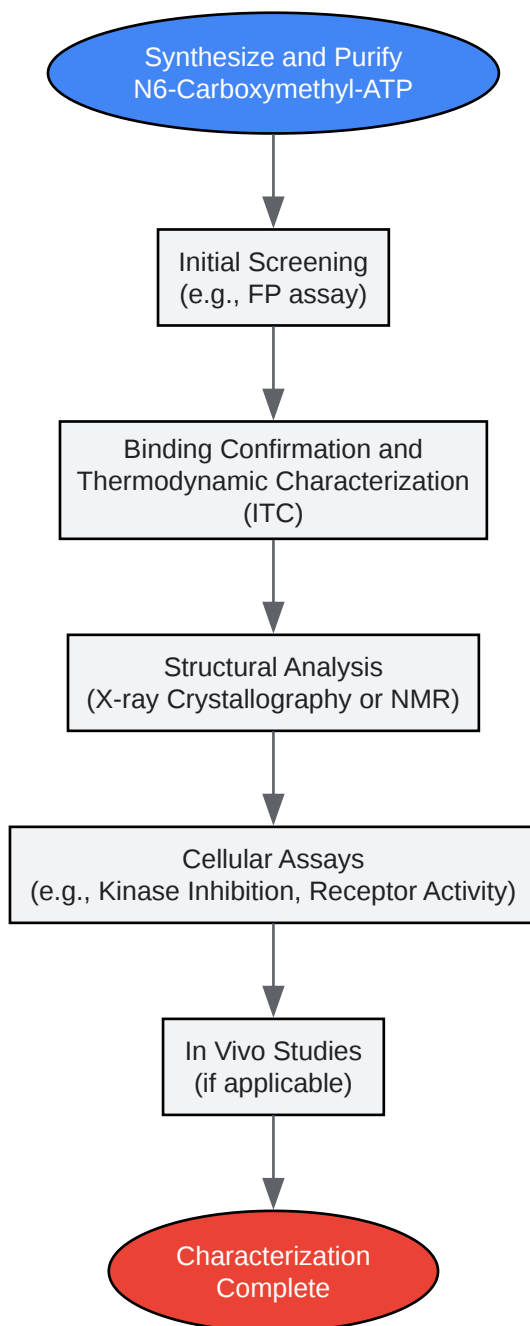 Synthesize and Purify
N6-Carboxymethyl-ATP
Initial Screening
(e.g., FP assay)
Binding Confirmation and
Thermodynamic Characterization
(ITC)
Structural Analysis
(X-ray Crystallography or NMR)
Cellular Assays
(e.g., Kinase Inhibition, Receptor Activity)
In Vivo Studies
(if applicable)
Characterization
Complete